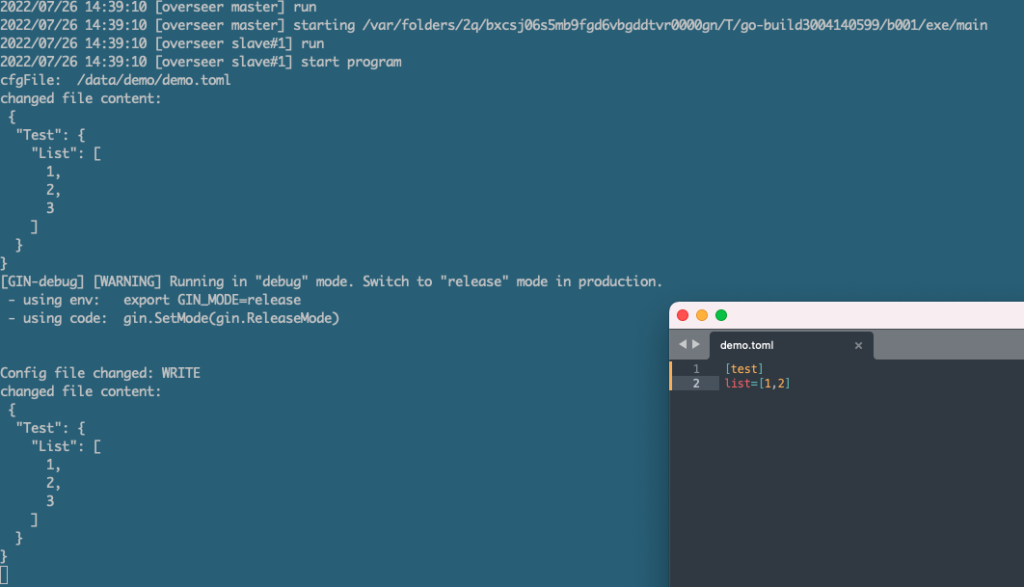 2022/07/26 14:39:10 [overseer master] run
2022/07/26 14:39:10 [overseer master] starting /var/folders/2q/bxcsj06s5mb9fgd6vbgddtvr0000gn/T/go-build3004140599/b001/exe/main
2022/07/26 14:39:10 [overseer slave#1] run
2022/07/26 14:39:10 [overseer slave#1] start program
cfgFile:  /data/demo/demo.toml
changed file content:
 {
  "Test": {
    "List": [
      1,
      2,
      3
    ]
  }
}
[GIN-debug] [WARNING] Running in "debug" mode. Switch to "release" mode in production.
 - using env:   export GIN_MODE=release
 - using code:  gin.SetMode(gin.ReleaseMode)
Config file changed: WRITE
changed file content:
 {
  "Test": {
    "List": [
      1,
      2,
      3
    ]
  }
}
demo.toml
1 [test]
2 list=[1,2]